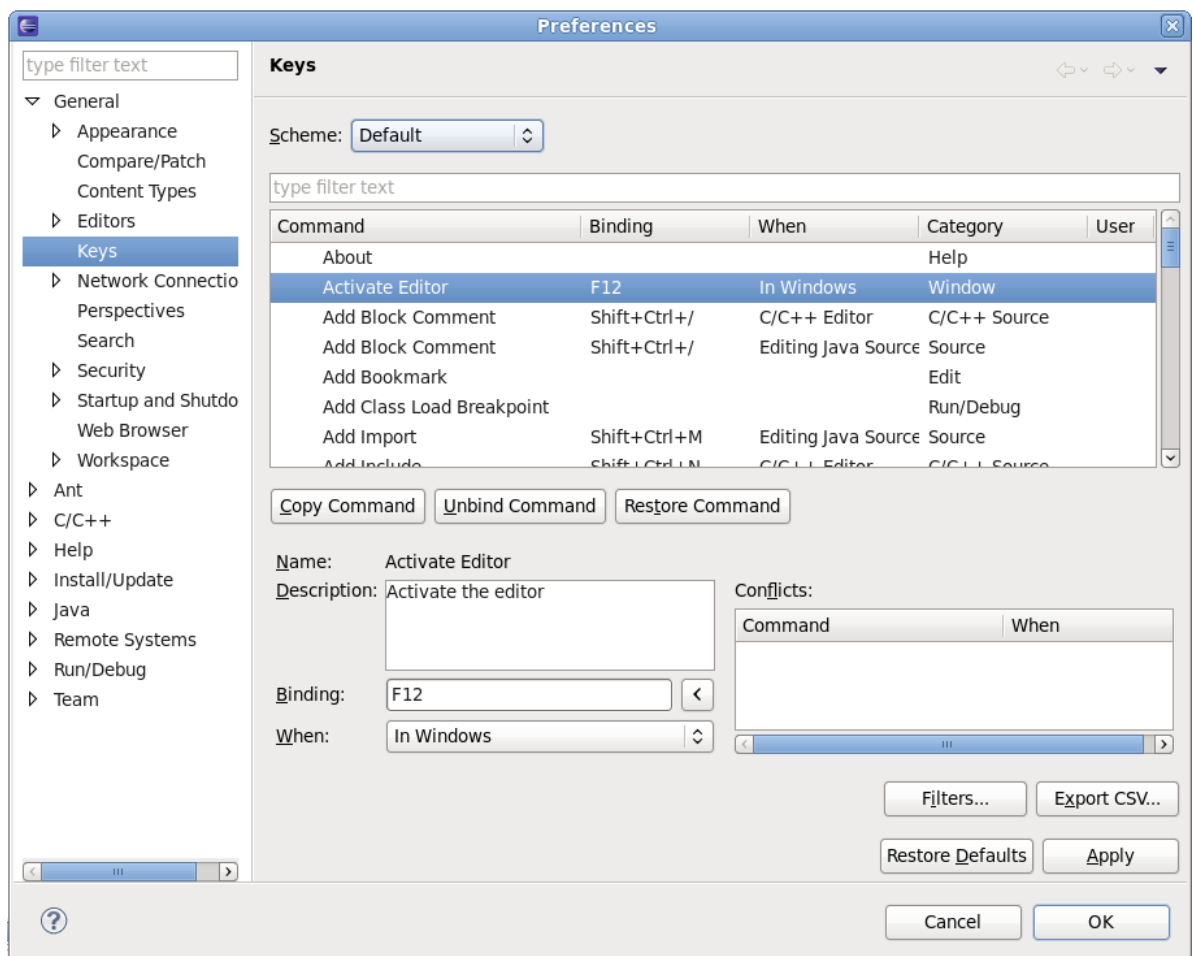 Preferences
type filter text
General
Appearance
Compare/Patch
Content Types
Editors
Keys
Network Connectio
Perspectives
Search
Security
Startup and Shutdo
Web Browser
Workspace
Ant
C/C++
Help
Install/Update
Java
Remote Systems
Run/Debug
Team
Keys
Scheme: Default
type filter text
Command Binding When Category User
About Help
Activate Editor F12 In Windows Window
Add Block Comment Shift+Ctrl+/ C/C++ Editor C/C++ Source
Add Block Comment Shift+Ctrl+/ Editing Java Source Source
Add Bookmark Edit
Add Class Load Breakpoint Run/Debug
Add Import Shift+Ctrl+M Editing Java Source Source
Add Include Shift+Ctrl+N C/C++ Editor C/C++ Source
Copy Command Unbind Command Restore Command
Name: Activate Editor
Description: Activate the editor
Conflicts:
Command When
Binding: F12 <
When: In Windows
Filters... Export CSV...
Restore Defaults Apply
? Cancel OK